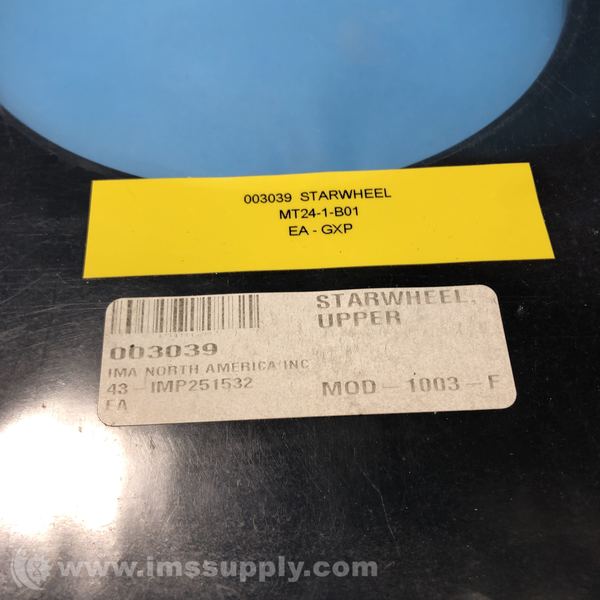 003039 STARWHEEL
MT24-1-B01
EA - GXP
STARWHEEL,
UPPER
003039
IMA NORTH AMERICA INC
43 - IMP251532
EA
MOD - 1003 - F
© www.imssupply.com/